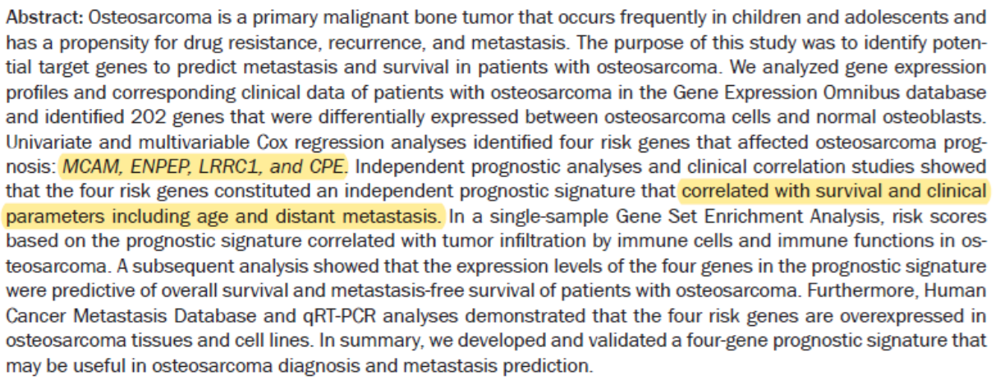 Abstract: Osteosarcoma is a primary malignant bone tumor that occurs frequently in children and adolescents and
has a propensity for drug resistance, recurrence, and metastasis. The purpose of this study was to identify poten-
tial target genes to predict metastasis and survival in patients with osteosarcoma. We analyzed gene expression
profiles and corresponding clinical data of patients with osteosarcoma in the Gene Expression Omnibus database
and identified 202 genes that were differentially expressed between osteosarcoma cells and normal osteoblasts.
Univariate and multivariable Cox regression analyses identified four risk genes that affected osteosarcoma prog-
nosis: MCAM, ENPEP, LRRC1, and CPE. Independent prognostic analyses and clinical correlation studies showed
that the four risk genes constituted an independent prognostic signature that correlated with survival and clinical
parameters including age and distant metastasis. In a single-sample Gene Set Enrichment Analysis, risk scores
based on the prognostic signature correlated with tumor infiltration by immune cells and immune functions in os-
teosarcoma. A subsequent analysis showed that the expression levels of the four genes in the prognostic signature
were predictive of overall survival and metastasis-free survival of patients with osteosarcoma. Furthermore, Human
Cancer Metastasis Database and qRT-PCR analyses demonstrated that the four risk genes are overexpressed in
osteosarcoma tissues and cell lines. In summary, we developed and validated a four-gene prognostic signature that
may be useful in osteosarcoma diagnosis and metastasis prediction.